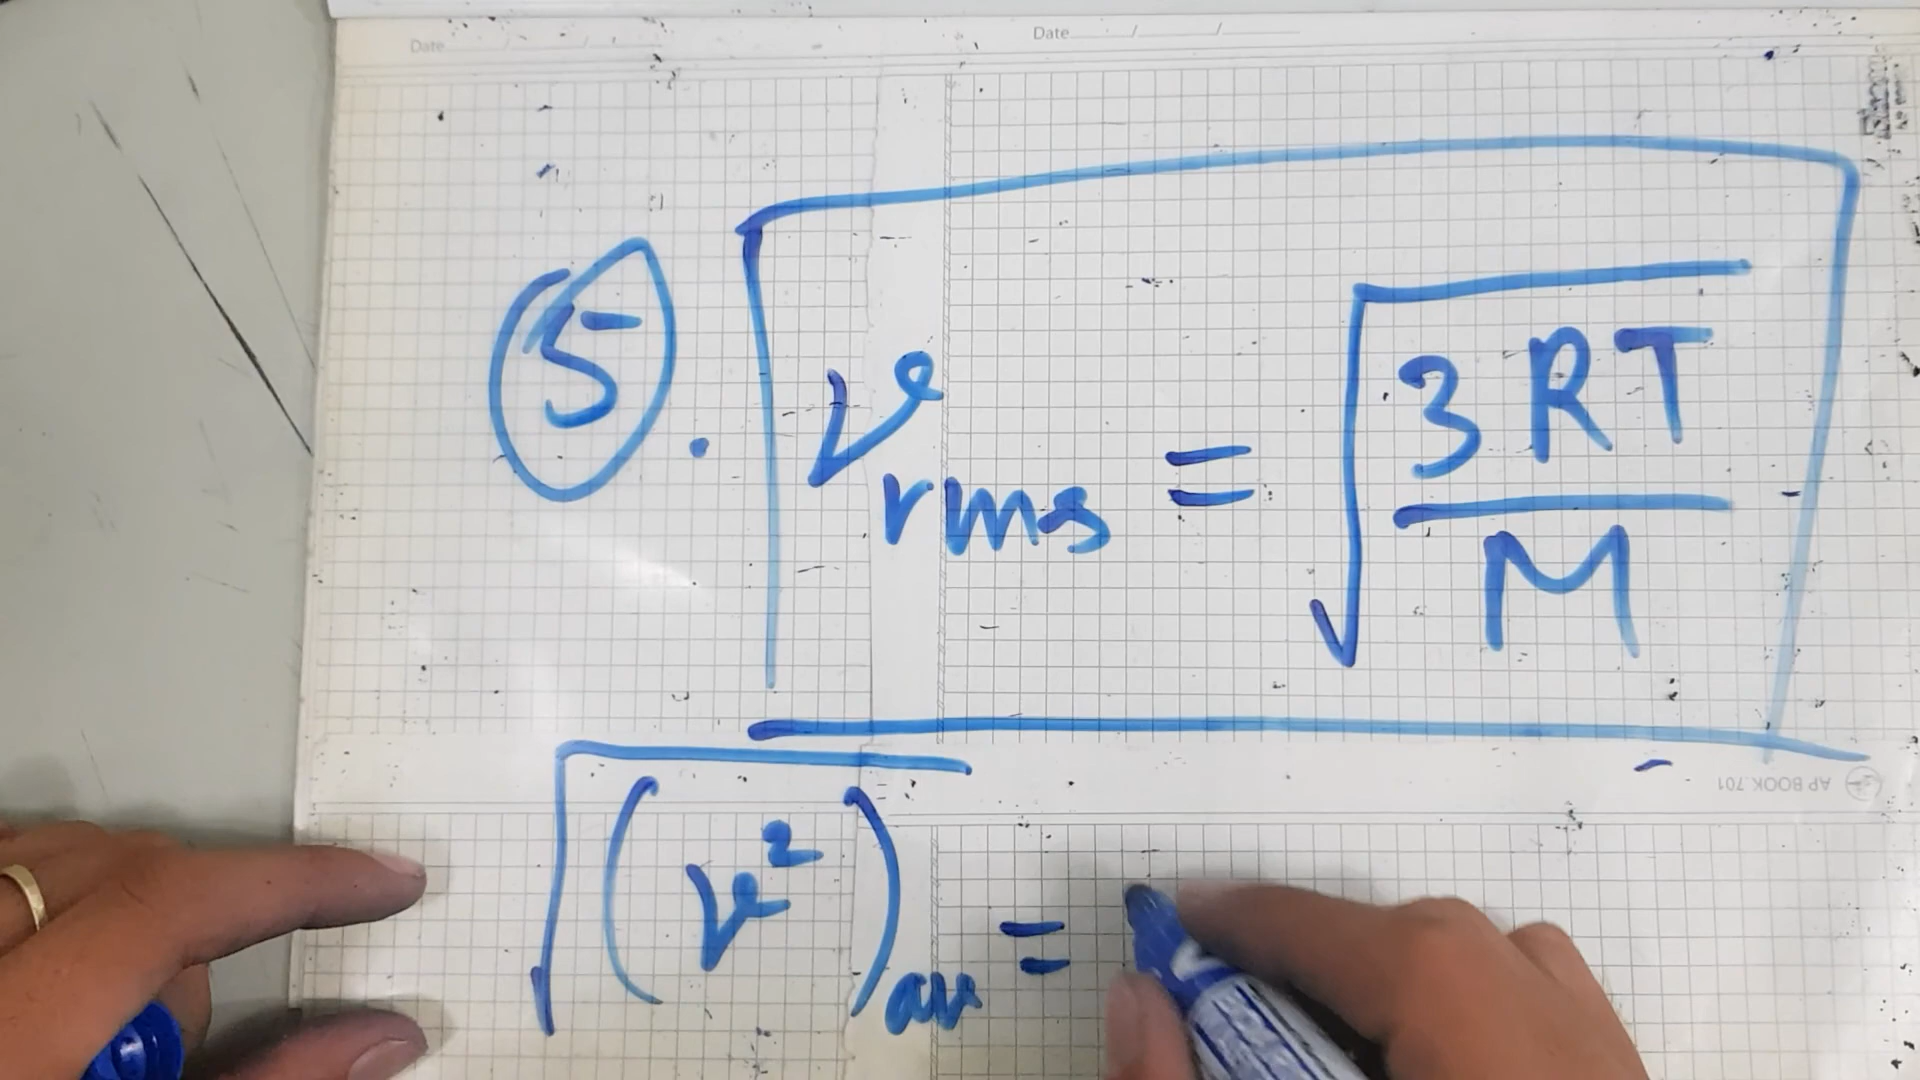 Date / /
Date / /
⑤. v_rms = √(3RT/M)
AP BOOK 701
√(v²)_av =